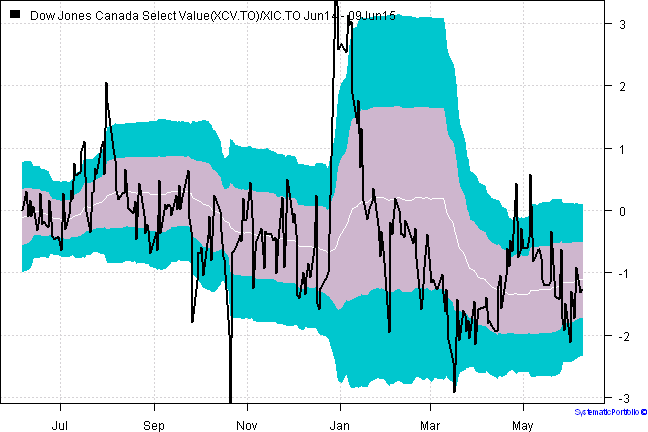 Dow Jones Canada Select Value(XCV.TO)/XIC.TO Jun14 - 09Jun15
3
2
1
0
-1
-2
-3
Jul Sep Nov Jan Mar May
SystematicPortfolio ©